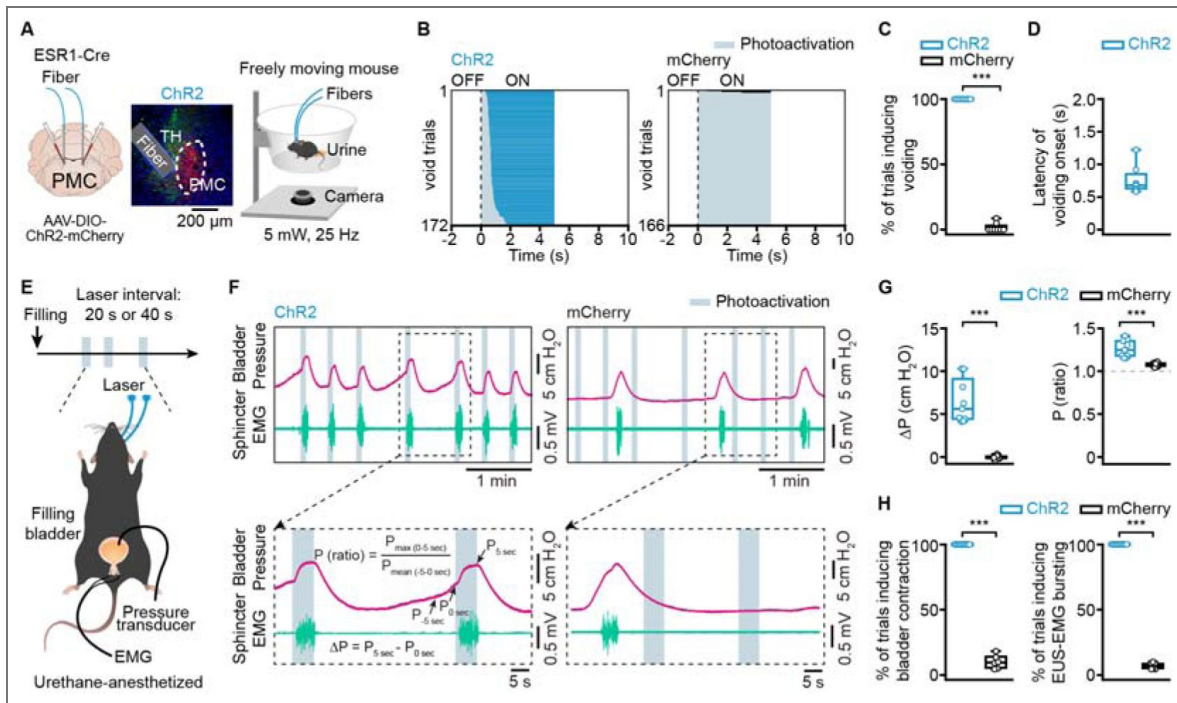 A
ESR1-Cre
Fiber
PMC
AAV-DIO-
ChR2-mCherry
ChR2
TH
Fiber
PMC
200 μm
Freely moving mouse
Fibers
Urine
Camera
5 mW, 25 Hz
B
Photoactivation
ChR2
OFF ON
1
void trials
172
-2 0 2 4 6 8 10
Time (s)
mCherry
OFF ON
1
void trials
166
-2 0 2 4 6 8 10
Time (s)
C
ChR2
mCherry
***
% of trials inducing
voiding
100
50
0
D
ChR2
Latency of
voiding onset (s)
2.0
1.5
1.0
0.5
0
E
Laser interval:
20 s or 40 s
Filling
Laser
Filling
bladder
Pressure
transducer
EMG
Urethane-anesthetized
F
Photoactivation
ChR2
Bladder
Pressure
Sphincter
EMG
5 cm H2O
0.5 mV
1 min
mCherry
5 cm H2O
0.5 mV
1 min
Bladder
Pressure
Sphincter
EMG
P (ratio) = Pmax (0-5 sec)
Pmean (-5-0 sec)
P5 sec
P0 sec
P-5 sec
ΔP = P5 sec - P0 sec
5 cm H2O
0.5 mV
5 s
5 cm H2O
0.5 mV
5 s
G
ChR2 mCherry
***
ΔP (cm H2O)
15
10
5
0
***
P (ratio)
1.5
1.0
0.5
0
H
ChR2 mCherry
***
% of trials inducing
bladder contraction
100
50
0
***
% of trials inducing
EUS-EMG bursting
100
50
0